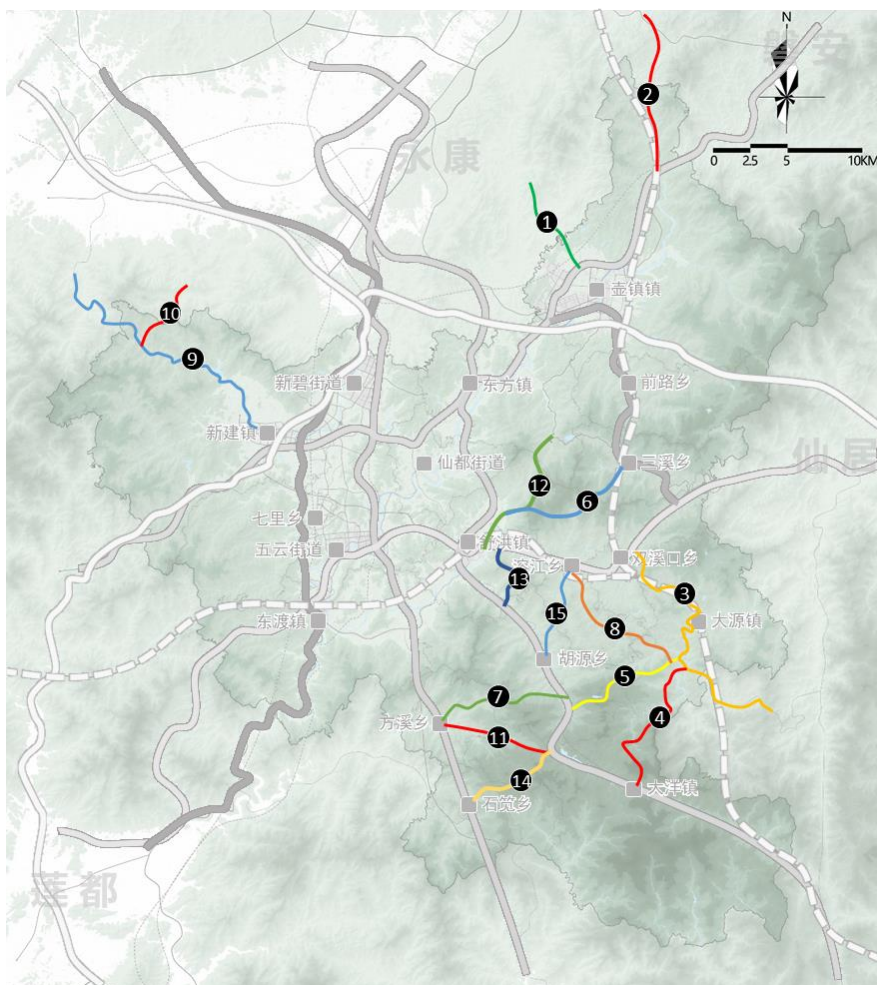 N
磐安
2
0 2.5 5 10KM
永康
1
壶镇镇
10
9
新碧街道
东方镇
前路乡
新建镇
仙都街道
三溪乡
仙居
12
6
七里乡
五云街道
舒洪镇
溶江乡
双溪口乡
13
3
东渡镇
15
8
大源镇
胡源乡
5
7
4
方溪乡
11
14
大洋镇
石笕乡
莲都